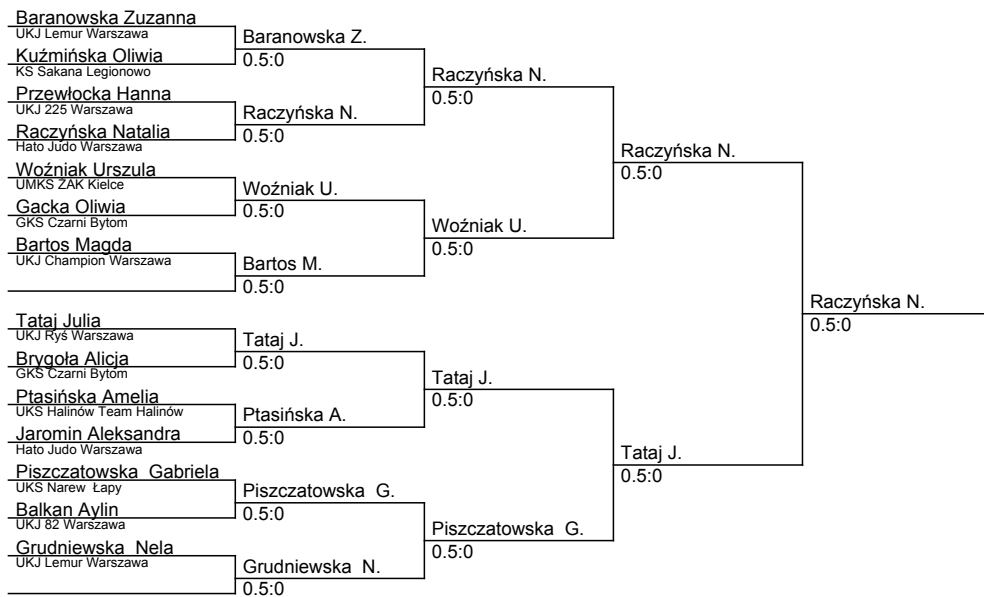 Baranowska Zuzanna
UKJ Lemur Warszawa
Kuźmińska Oliwia
KS Sakana Legionowo
Przewłocka Hanna
UKJ 225 Warszawa
Raczyńska Natalia
Hato Judo Warszawa
Woźniak Urszula
UMKS ŻAK Kielce
Gacka Oliwia
GKS Czarni Bytom
Bartos Magda
UKJ Champion Warszawa
Tataj Julia
UKJ Ryś Warszawa
Brygoła Alicja
GKS Czarni Bytom
Ptasińska Amelia
UKS Halinów Team Halinów
Jaromin Aleksandra
Hato Judo Warszawa
Piszczatowska Gabriela
UKS Narew Łapy
Balkan Aylin
UKJ 82 Warszawa
Grudniewska Nela
UKJ Lemur Warszawa
Baranowska Z.
0.5:0
Raczyńska N.
0.5:0
Woźniak U.
0.5:0
Bartos M.
0.5:0
Tataj J.
0.5:0
Ptasińska A.
0.5:0
Piszczatowska G.
0.5:0
Grudniewska N.
0.5:0
Raczyńska N.
0.5:0
Woźniak U.
0.5:0
Tataj J.
0.5:0
Piszczatowska G.
0.5:0
Raczyńska N.
0.5:0
Tataj J.
0.5:0
Raczyńska N.
0.5:0